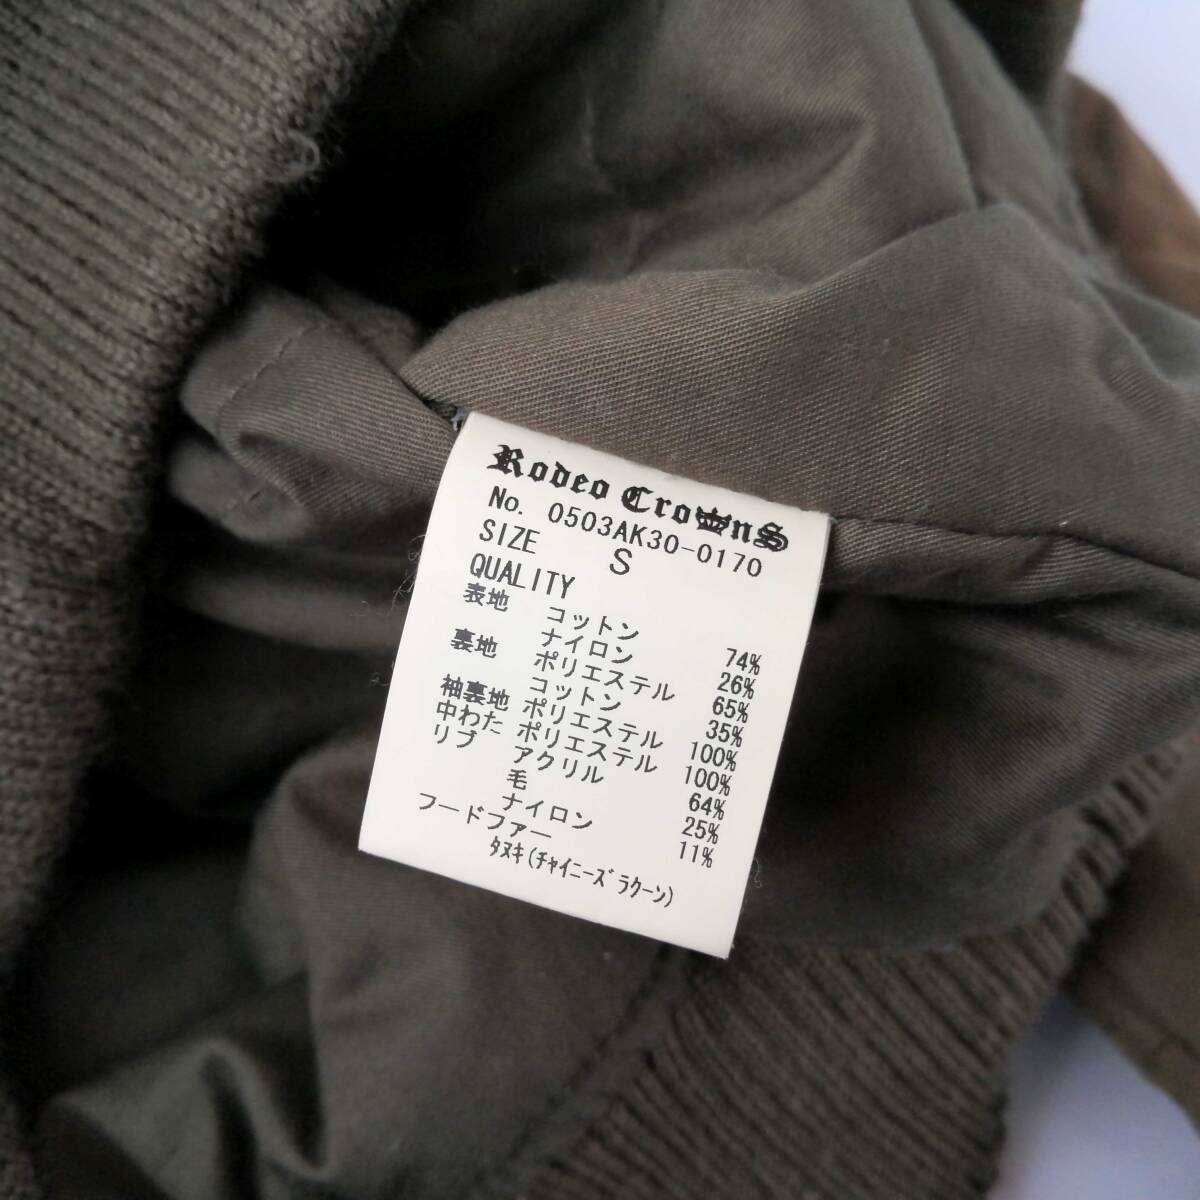 Rodeo Crowns
No. 0503AK30-0170
SIZE S
QUALITY
表地 コットン 74%
ナイロン 26%
裏地 ポリエステル 65%
コットン 35%
袖裏地 ポリエステル 100%
中わた ポリエステル 100%
リブ アクリル 64%
毛 25%
ナイロン 11%
フードファー
タヌキ(チャイニーズラクーン)